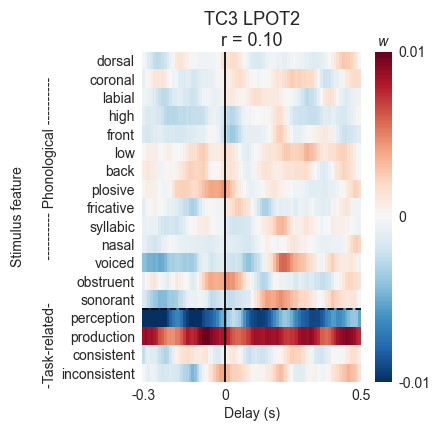 TC3 LPOT2
r = 0.10
w
dorsal
coronal
labial
high
front
low
back
plosive
fricative
syllabic
nasal
voiced
obstruent
sonorant
perception
production
consistent
inconsistent
Stimulus feature
----------- Phonological ----------
-Task-related-
0.01
0
-0.01
-0.3
0
0.5
Delay (s)